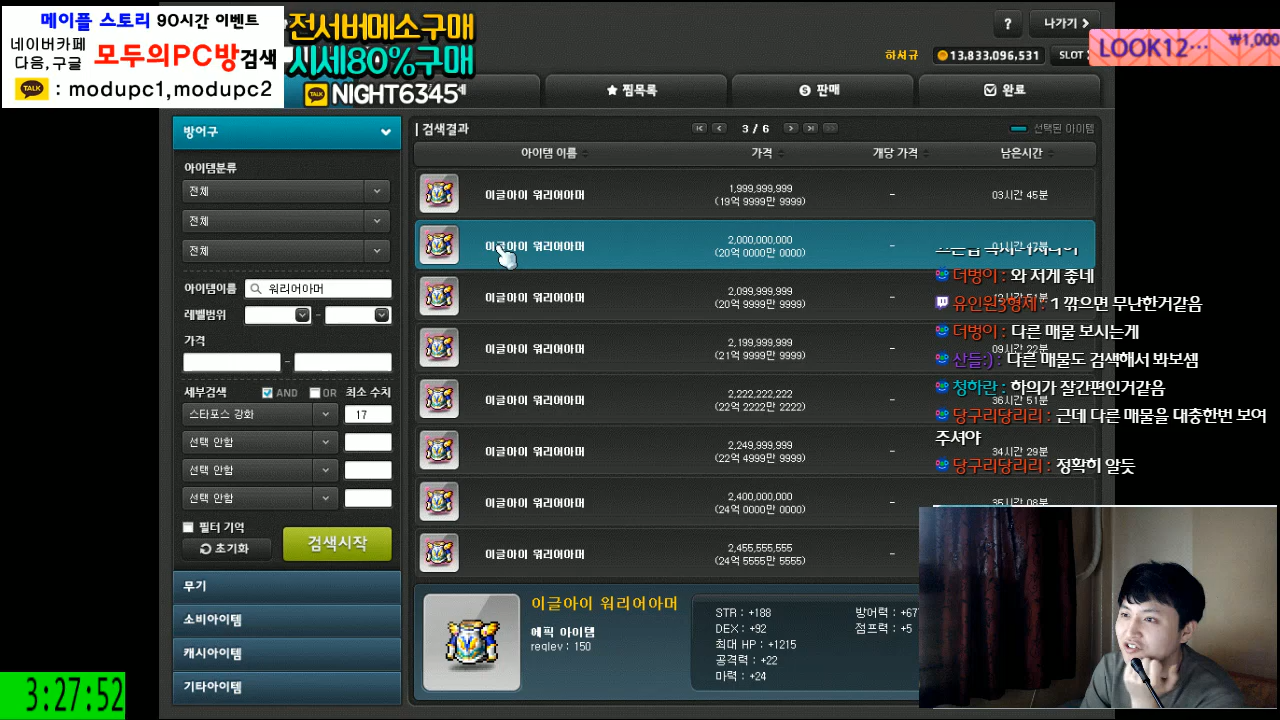 메이플 스토리 90시간 이벤트
네이버카페
다음,구글 모두의PC방검색
TALK : modupc1,modupc2
전서버메소구매
시세80%구매
TALK NIGHT6345
?
나가기
하서규
13,833,096,531
SLOT
LOOK12… ₩1,000
찜목록
판매
완료
방어구
아이템분류
전체
전체
전체
아이템이름
워리어아머
레벨범위
-
가격
-
세부검색
AND
OR
최소 수치
스타포스 강화
17
선택 안함
선택 안함
선택 안함
필터 기억
초기화
검색시작
무기
소비아이템
캐시아이템
기타아이템
검색결과
3 / 6
선택된 아이템
아이템 이름 가격 개당 가격 남은시간
이글아이 워리어아머
1,999,999,999
(19억 9999만 9999)
-
03시간 45분
이글아이 워리어아머
2,000,000,000
(20억 0000만 0000)
-
이글아이 워리어아머
2,099,999,999
(20억 9999만 9999)
-
이글아이 워리어아머
2,199,999,999
(21억 9999만 9999)
-
09시간 22분
이글아이 워리어아머
2,222,222,222
(22억 2222만 2222)
-
36시간 51분
이글아이 워리어아머
2,249,999,999
(22억 4999만 9999)
-
34시간 29분
이글아이 워리어아머
2,400,000,000
(24억 0000만 0000)
-
35시간 08분
이글아이 워리어아머
2,455,555,555
(24억 5555만 5555)
-
더벙이 : 와 저게 좋네
유인원3형제 : 1 깎으면 무난한거같음
더벙이 : 다른 매물 보시는게
산들:) : 다른 매물도 검색해서 봐보셈
청하란 : 하의가 잘간편인거같음
당구리당리리 : 근데 다른 매물을 대충한번 보여
주셔야
당구리당리리 : 정확히 알듯
이글아이 워리어아머
에픽 아이템
reqlev : 150
STR : +188
DEX : +92
최대 HP : +1215
공격력 : +22
마력 : +24
방어력 : +67
점프력 : +5
3:27:52